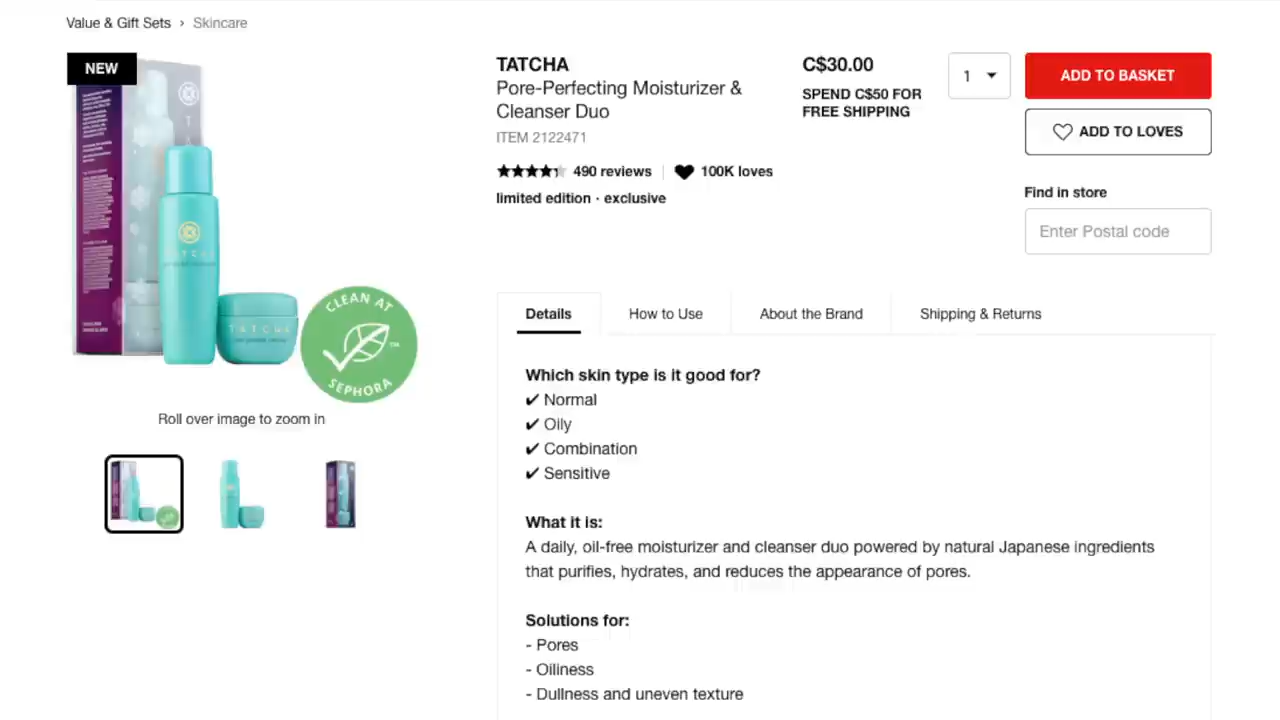 Value & Gift Sets › Skincare
NEW
TATCHA
Pore-Perfecting Moisturizer &
Cleanser Duo
ITEM 2122471
490 reviews
100K loves
limited edition · exclusive
C$30.00
SPEND C$50 FOR
FREE SHIPPING
1
ADD TO BASKET
ADD TO LOVES
Find in store
Enter Postal code
TATCHA
CLEAN AT
SEPHORA
™
Roll over image to zoom in
Details
How to Use
About the Brand
Shipping & Returns
Which skin type is it good for?
✔ Normal
✔ Oily
✔ Combination
✔ Sensitive
What it is:
A daily, oil-free moisturizer and cleanser duo powered by natural Japanese ingredients
that purifies, hydrates, and reduces the appearance of pores.
Solutions for:
- Pores
- Oiliness
- Dullness and uneven texture